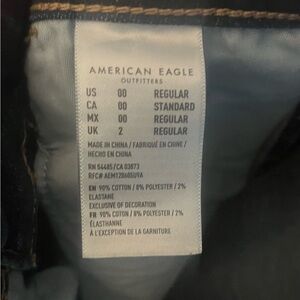 AMERICAN EAGLE
OUTFITTERS
US 00 REGULAR
CA 00 STANDARD
MX 00 REGULAR
UK 2 REGULAR
MADE IN CHINA / FABRIQUÉ EN CHINE /
HECHO EN CHINA
RN 54485/CA 03873
RFC# AEM120605U9A
EN 90% COTTON / 8% POLYESTER / 2%
ELASTANE
EXCLUSIVE OF DECORATION
FR 90% COTON / 8% POLYESTER / 2%
ÉLASTHANNE
À L'EXCEPTION DE LA GARNITURE